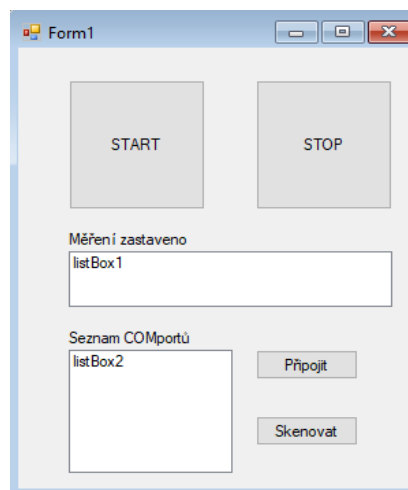 Form1
START
STOP
Měření zastaveno
listBox1
Seznam COMportů
listBox2
Připojit
Skenovat